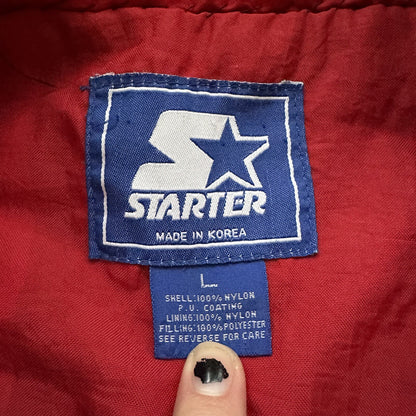 STARTER
MADE IN KOREA
L
SHELL:100% NYLON
P.U. COATING
LINING:100% NYLON
FILLING:100% POLYESTER
SEE REVERSE FOR CARE